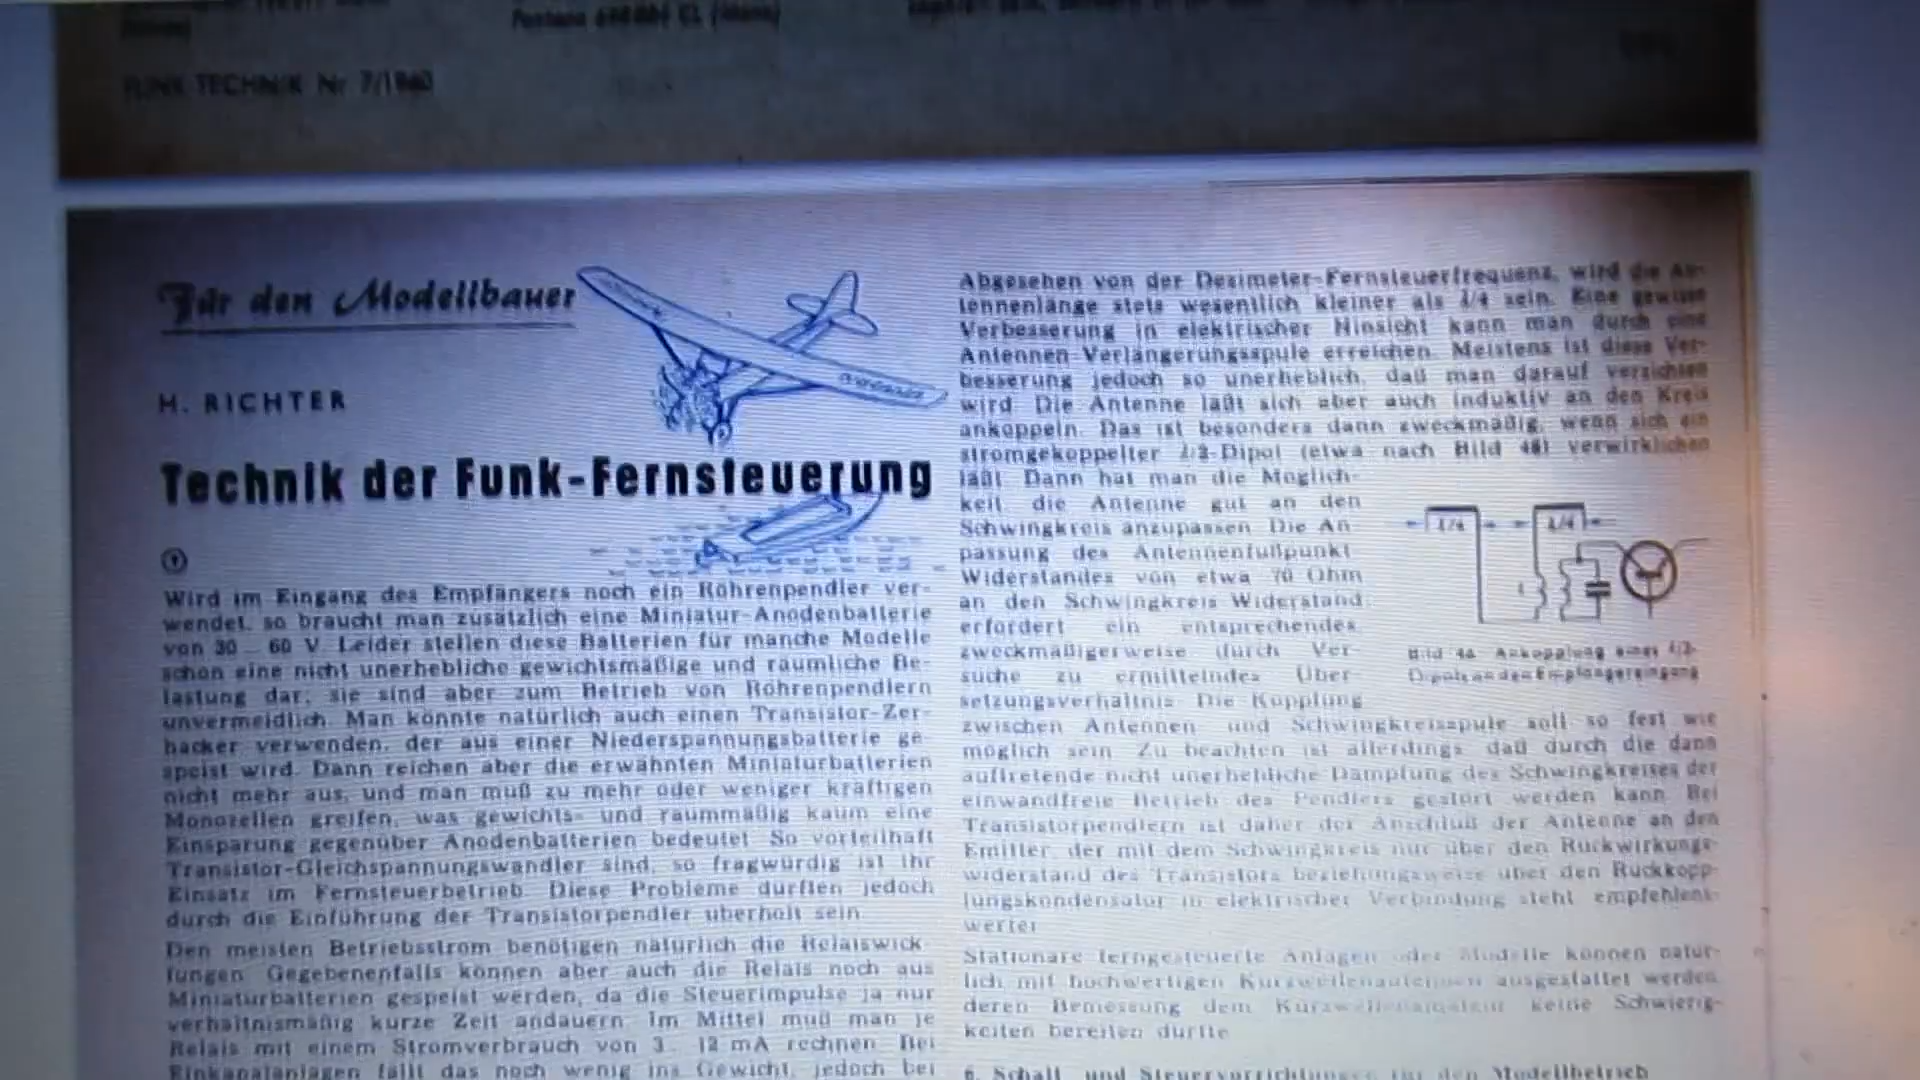 FUNK-TECHNIK Nr. 7/1960
Für den Modellbauer
H. RICHTER
Technik der Funk-Fernsteuerung
Wird im Eingang des Empfängers noch ein Röhrenpendler ver-
wendet, so braucht man zusätzlich eine Miniatur-Anodenbatterie
von 30...60 V. Leider stellen diese Batterien für manche Modelle
schon eine nicht unerhebliche gewichtsmäßige und räumliche Be-
lastung dar; sie sind aber zum Betrieb von Röhrenpendlern
unvermeidlich. Man könnte natürlich auch einen Transistor-Zer-
hacker verwenden, der aus einer Niederspannungsbatterie ge-
speist wird. Dann reichen aber die erwähnten Miniaturbatterien
nicht mehr aus, und man muß zu mehr oder weniger kräftigen
Monozellen greifen, was gewichts- und raummäßig kaum eine
Einsparung gegenüber Anodenbatterien bedeutet. So vorteilhaft
Transistor-Gleichspannungswandler sind, so fragwürdig ist ihr
Einsatz im Fernsteuerbetrieb. Diese Probleme dürften jedoch
durch die Einführung der Transistorpendler überholt sein.
Den meisten Betriebsstrom benötigen natürlich die Relaiswick-
lungen. Gegebenenfalls können aber auch die Relais noch aus
Miniaturbatterien gespeist werden, da die Steuerimpulse ja nur
verhältnismäßig kurze Zeit andauern. Im Mittel muß man je
Relais mit einem Stromverbrauch von 3...12 mA rechnen. Bei
Einkanalanlagen fällt das noch wenig ins Gewicht, jedoch bei
Abgesehen von der Dezimeter-Fernsteuerfrequenz, wird die An-
tennenlänge stets wesentlich kleiner als λ/4 sein. Eine gewisse
Verbesserung in elektrischer Hinsicht kann man durch eine
Antennen-Verlängerungsspule erreichen. Meistens ist diese Ver-
besserung jedoch so unerheblich, daß man darauf verzichten
wird. Die Antenne läßt sich aber auch induktiv an den Kreis
ankoppeln. Das ist besonders dann zweckmäßig, wenn sich ein
stromgekoppelter λ/2-Dipol (etwa nach Bild 46) verwirklichen
läßt. Dann hat man die Möglich-
keit, die Antenne gut an den
Schwingkreis anzupassen. Die An-
passung des Antennenfußpunkt-
Widerstandes von etwa 70 Ohm
an den Schwingkreis-Widerstand
erfordert ein entsprechendes,
zweckmäßigerweise durch Ver-
suche zu ermittelndes Über-
setzungsverhältnis. Die Kopplung
λ/4 λ/4
Bild 46. Ankopplung eines λ/2-
Dipols an den Empfängereingang
zwischen Antennen- und Schwingkreisspule soll so fest wie
möglich sein. Zu beachten ist allerdings, daß durch die dann
auftretende nicht unerhebliche Dämpfung des Schwingkreises der
einwandfreie Betrieb des Pendlers gestört werden kann. Bei
Transistorpendlern ist daher der Anschluß der Antenne an den
Emitter, der mit dem Schwingkreis nur über den Rückwirkungs-
widerstand des Transistors beziehungsweise über den Rückkopp-
lungskondensator in elektrischer Verbindung steht, empfehlens-
werter.
Stationäre ferngesteuerte Anlagen oder Modelle können natür-
lich mit hochwertigen Kurzwellenantennen ausgestattet werden,
deren Bemessung dem Kurzwellenamateur keine Schwierig-
keiten bereiten dürfte.
6. Schalt- und Steuervorrichtungen für den Modellbetrieb